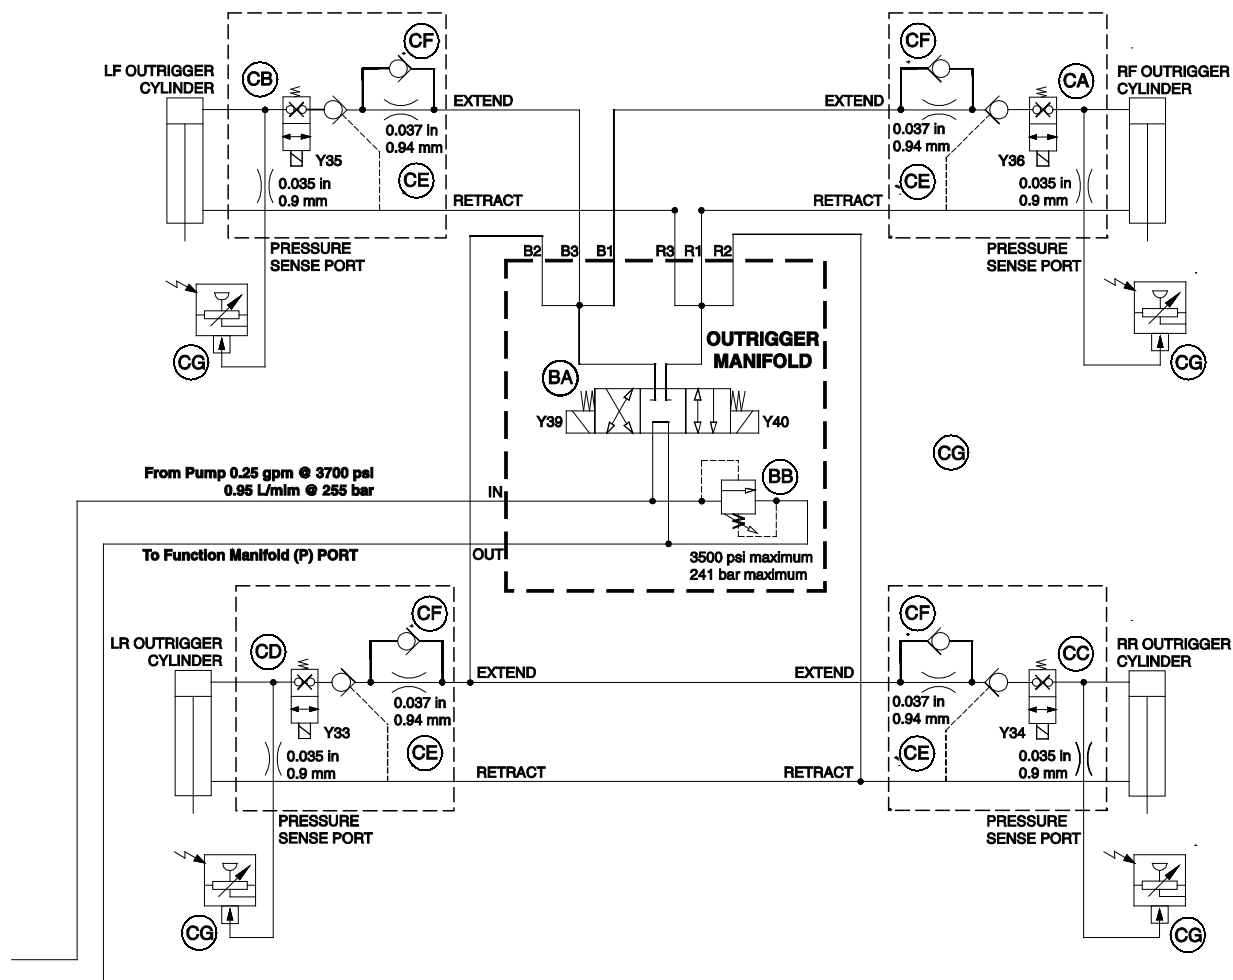 CF
CF
LF OUTRIGGER
CYLINDER
CB
EXTEND
0.037 in
0.94 mm
Y35
CE
0.035 in
0.9 mm
RETRACT
PRESSURE
SENSE PORT
CG
EXTEND
CA
RF OUTRIGGER
CYLINDER
0.037 in
0.94 mm
Y36
CE
0.035 in
0.9 mm
RETRACT
PRESSURE
SENSE PORT
CG
B2
B3
B1
R3
R1
R2
OUTRIGGER
MANIFOLD
BA
Y39
Y40
CG
From Pump 0.25 gpm @ 3700 psi
0.95 L/mim @ 255 bar
IN
BB
To Function Manifold (P) PORT
OUT
3500 psi maximum
241 bar maximum
CF
CF
LR OUTRIGGER
CYLINDER
CD
EXTEND
0.037 in
0.94 mm
Y33
CE
0.035 in
0.9 mm
RETRACT
PRESSURE
SENSE PORT
CG
EXTEND
CC
RR OUTRIGGER
CYLINDER
0.037 in
0.94 mm
Y34
CE
0.035 in
0.9 mm
RETRACT
PRESSURE
SENSE PORT
CG